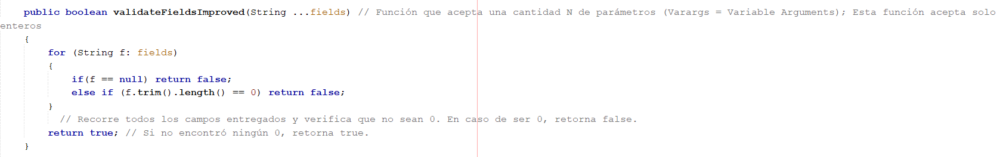 public boolean validateFieldsImproved(String ...fields) // Función que acepta una cantidad N de parámetros (Varargs = Variable Arguments); Esta función acepta solo
enteros
{
for (String f: fields)
{
if(f == null) return false;
else if (f.trim().length() == 0) return false;
}
// Recorre todos los campos entregados y verifica que no sean 0. En caso de ser 0, retorna false.
return true; // Si no encontró ningún 0, retorna true.
}